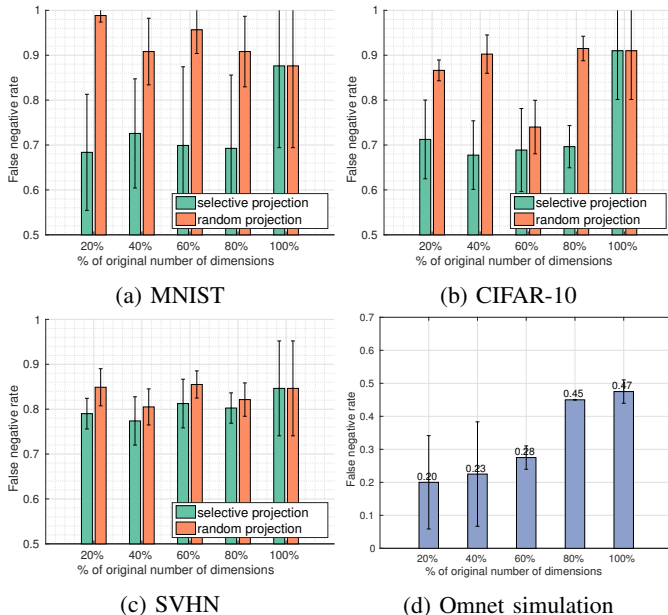 1
0.9
0.8
0.7
0.6
0.5
False negative rate
selective projection
random projection
20% 40% 60% 80% 100%
% of original number of dimensions
(a) MNIST
1
0.9
0.8
0.7
0.6
0.5
False negative rate
selective projection
random projection
20% 40% 60% 80% 100%
% of original number of dimensions
(b) CIFAR-10
1
0.9
0.8
0.7
0.6
0.5
False negative rate
selective projection
random projection
20% 40% 60% 80% 100%
% of original number of dimensions
(c) SVHN
0.7
0.6
0.5
0.4
0.3
0.2
0.1
0
False negative rate
0.20 0.23 0.28 0.45 0.47
20% 40% 60% 80% 100%
% of original number of dimensions
(d) Omnet simulation